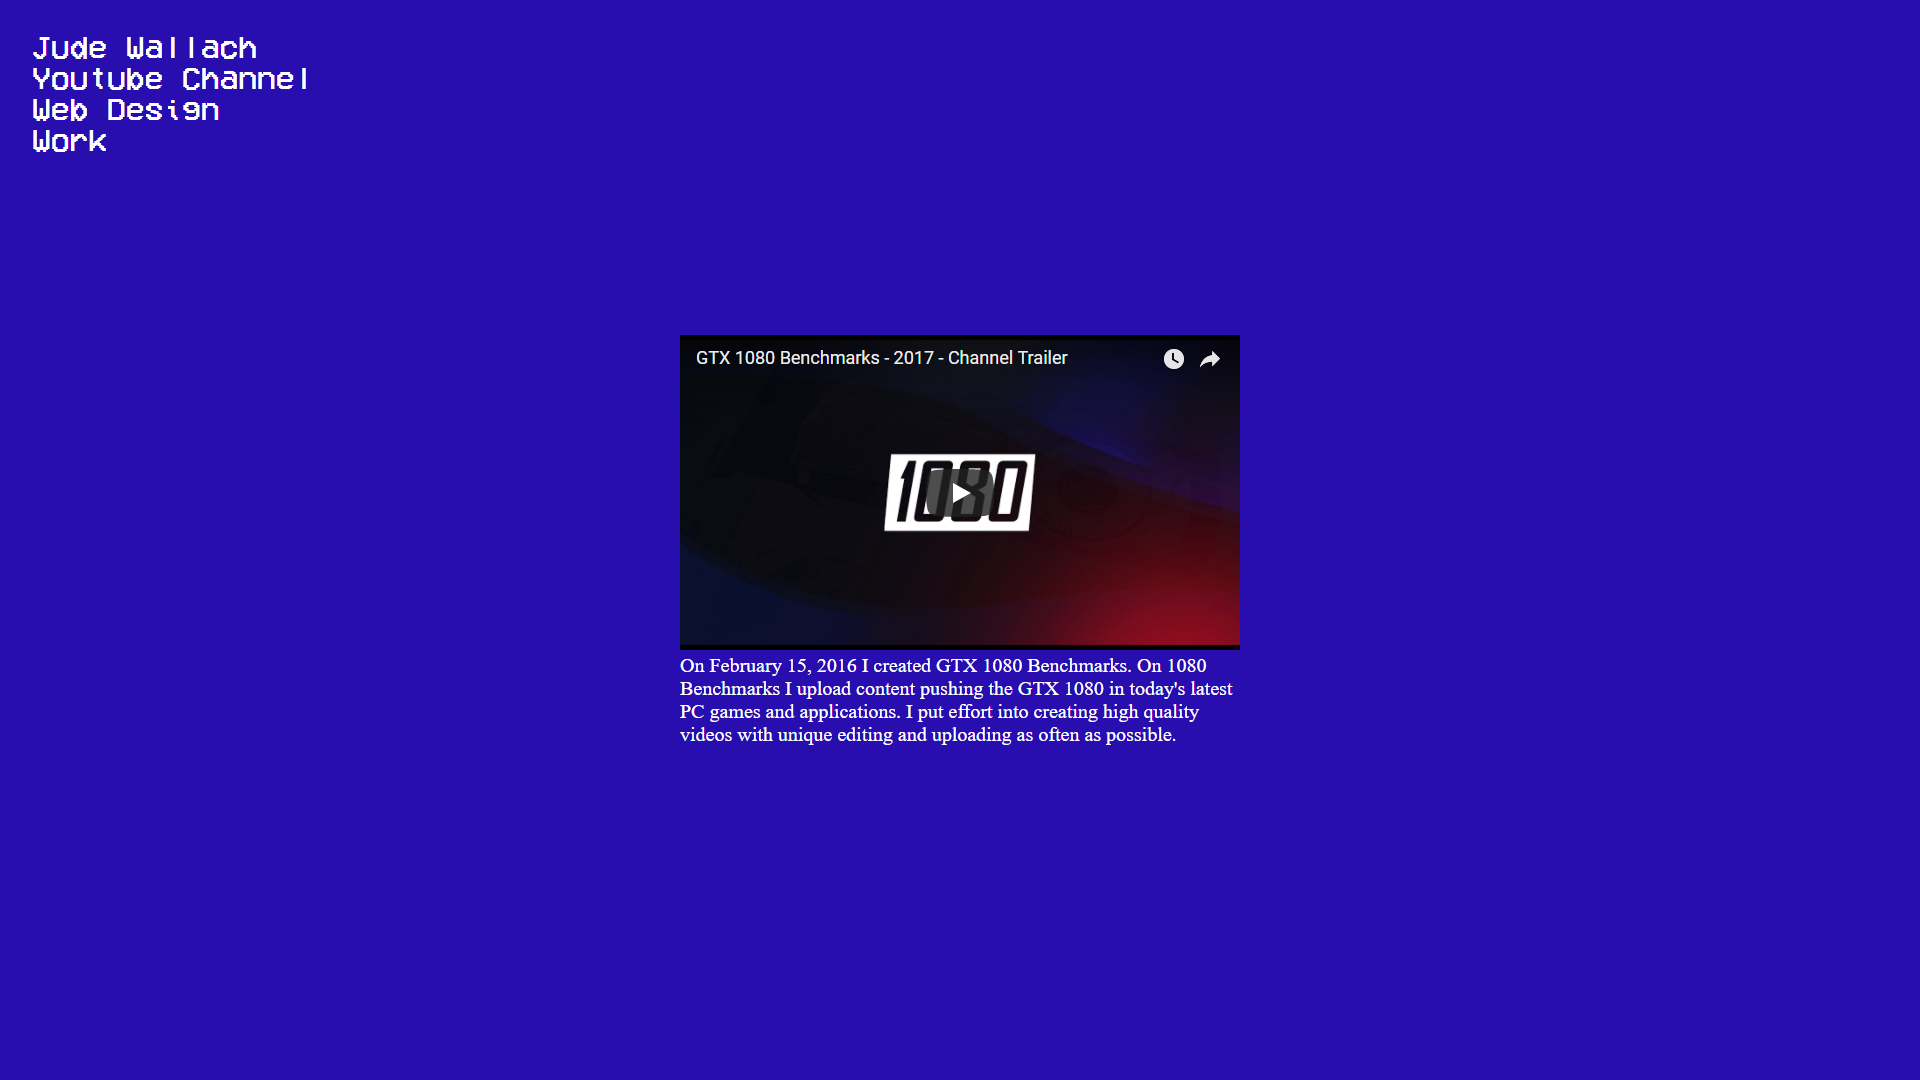 Jude Wallach
Youtube Channel
Web Design
Work
GTX 1080 Benchmarks - 2017 - Channel Trailer
1080
On February 15, 2016 I created GTX 1080 Benchmarks. On 1080
Benchmarks I upload content pushing the GTX 1080 in today's latest
PC games and applications. I put effort into creating high quality
videos with unique editing and uploading as often as possible.